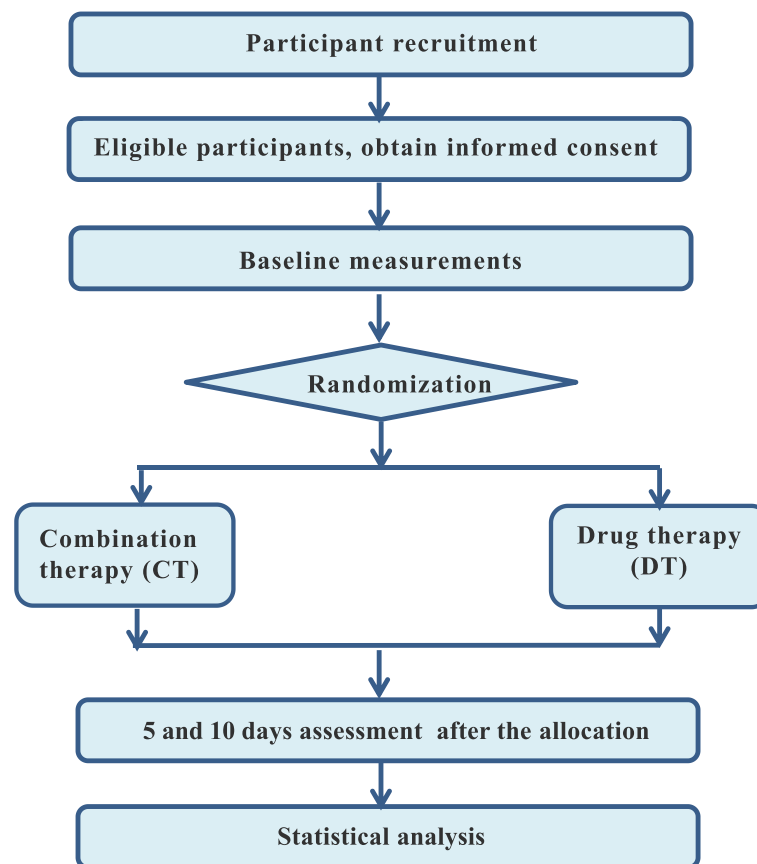 Participant recruitment
Eligible participants, obtain informed consent
Baseline measurements
Randomization
Combination
therapy (CT)
Drug therapy
(DT)
5 and 10 days assessment after the allocation
Statistical analysis